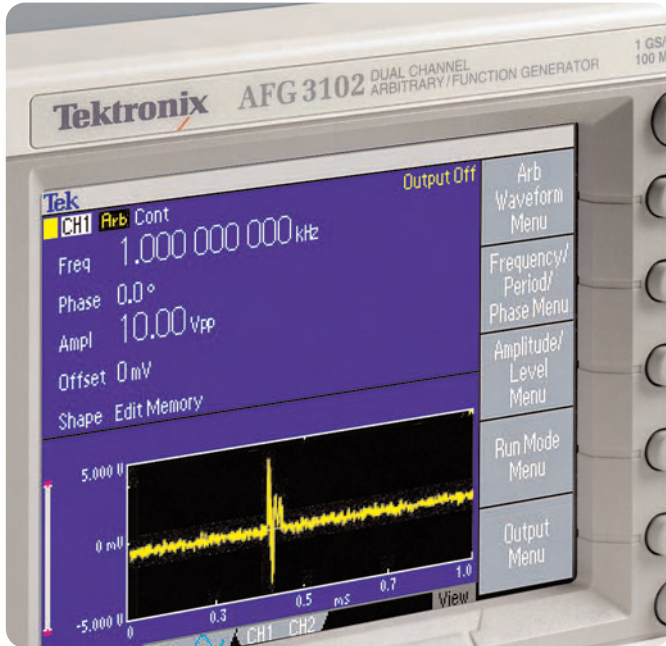 Tektronix AFG 3102 DUAL CHANNEL
ARBITRARY/FUNCTION GENERATOR
1 GS/
100 M
Tek
Output Off
CH1 Arb Cont
Freq 1.000 000 000 kHz
Phase 0.0 °
Ampl 10.00 Vpp
Offset 0 mV
Shape Edit Memory
5.000 V
0 mV
-5.000 V
0 0.3 0.5 ms 0.7 1.0
CH1 CH2
View
Arb
Waveform
Menu
Frequency/
Period/
Phase Menu
Amplitude/
Level
Menu
Run Mode
Menu
Output
Menu